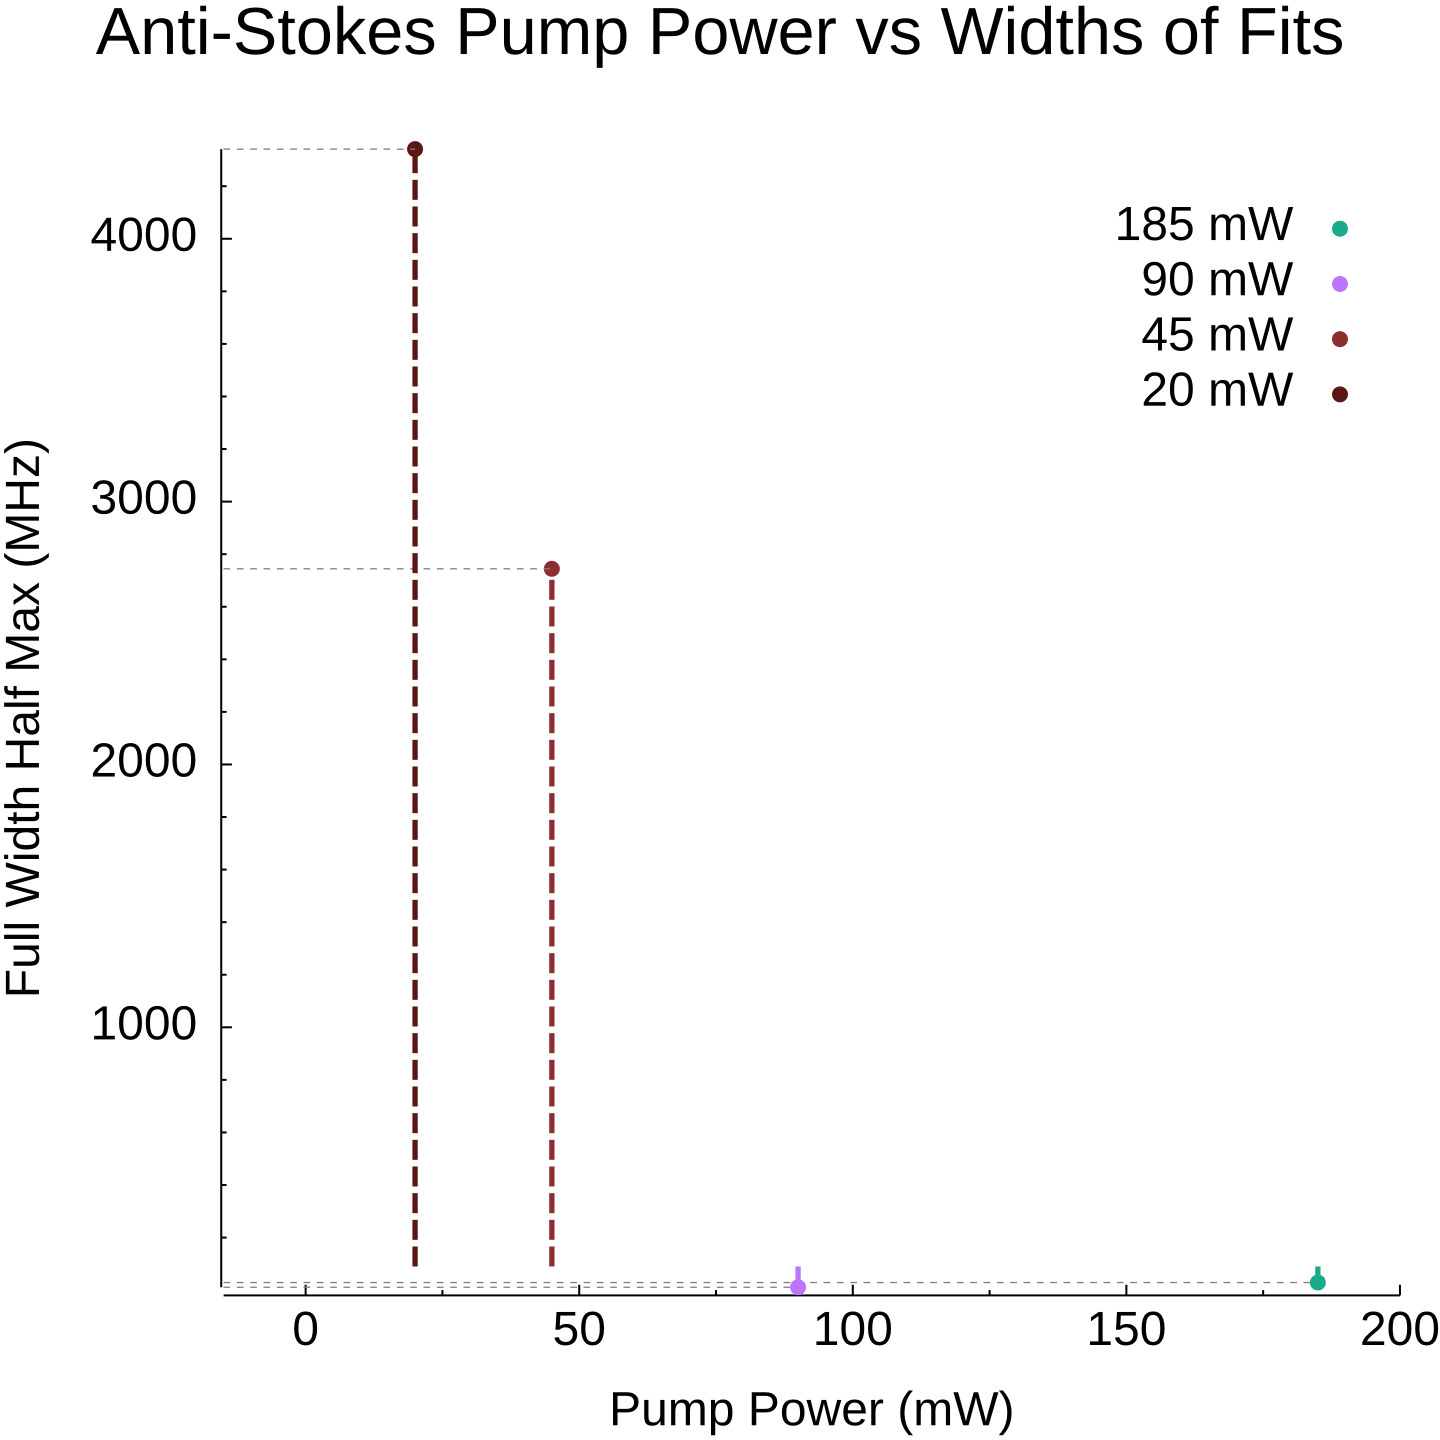 Anti-Stokes Pump Power vs Widths of Fits
185 mW
90 mW
45 mW
20 mW
Full Width Half Max (MHz)
4000
3000
2000
1000
0
50
100
150
200
Pump Power (mW)